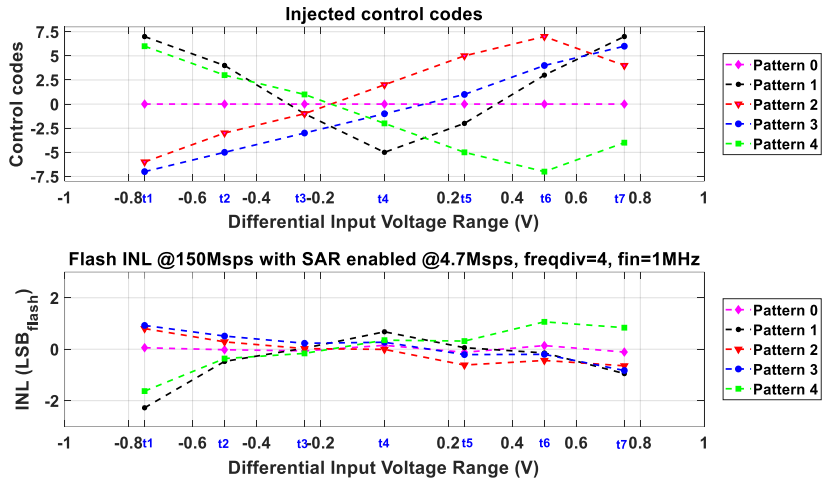 Injected control codes
Control codes
7.5
5
2.5
0
-2.5
-5
-7.5
-1 -0.8 t1 -0.6 t2 -0.4 t3 -0.2 t4 0.2 t5 0.4 t6 0.6 t7 0.8 1
Differential Input Voltage Range (V)
Pattern 0
Pattern 1
Pattern 2
Pattern 3
Pattern 4
Flash INL @150Msps with SAR enabled @4.7Msps, freqdiv=4, fin=1MHz
INL (LSB_flash)
2
0
-2
-1 -0.8 t1 -0.6 t2 -0.4 t3 -0.2 t4 0.2 t5 0.4 t6 0.6 t7 0.8 1
Differential Input Voltage Range (V)
Pattern 0
Pattern 1
Pattern 2
Pattern 3
Pattern 4